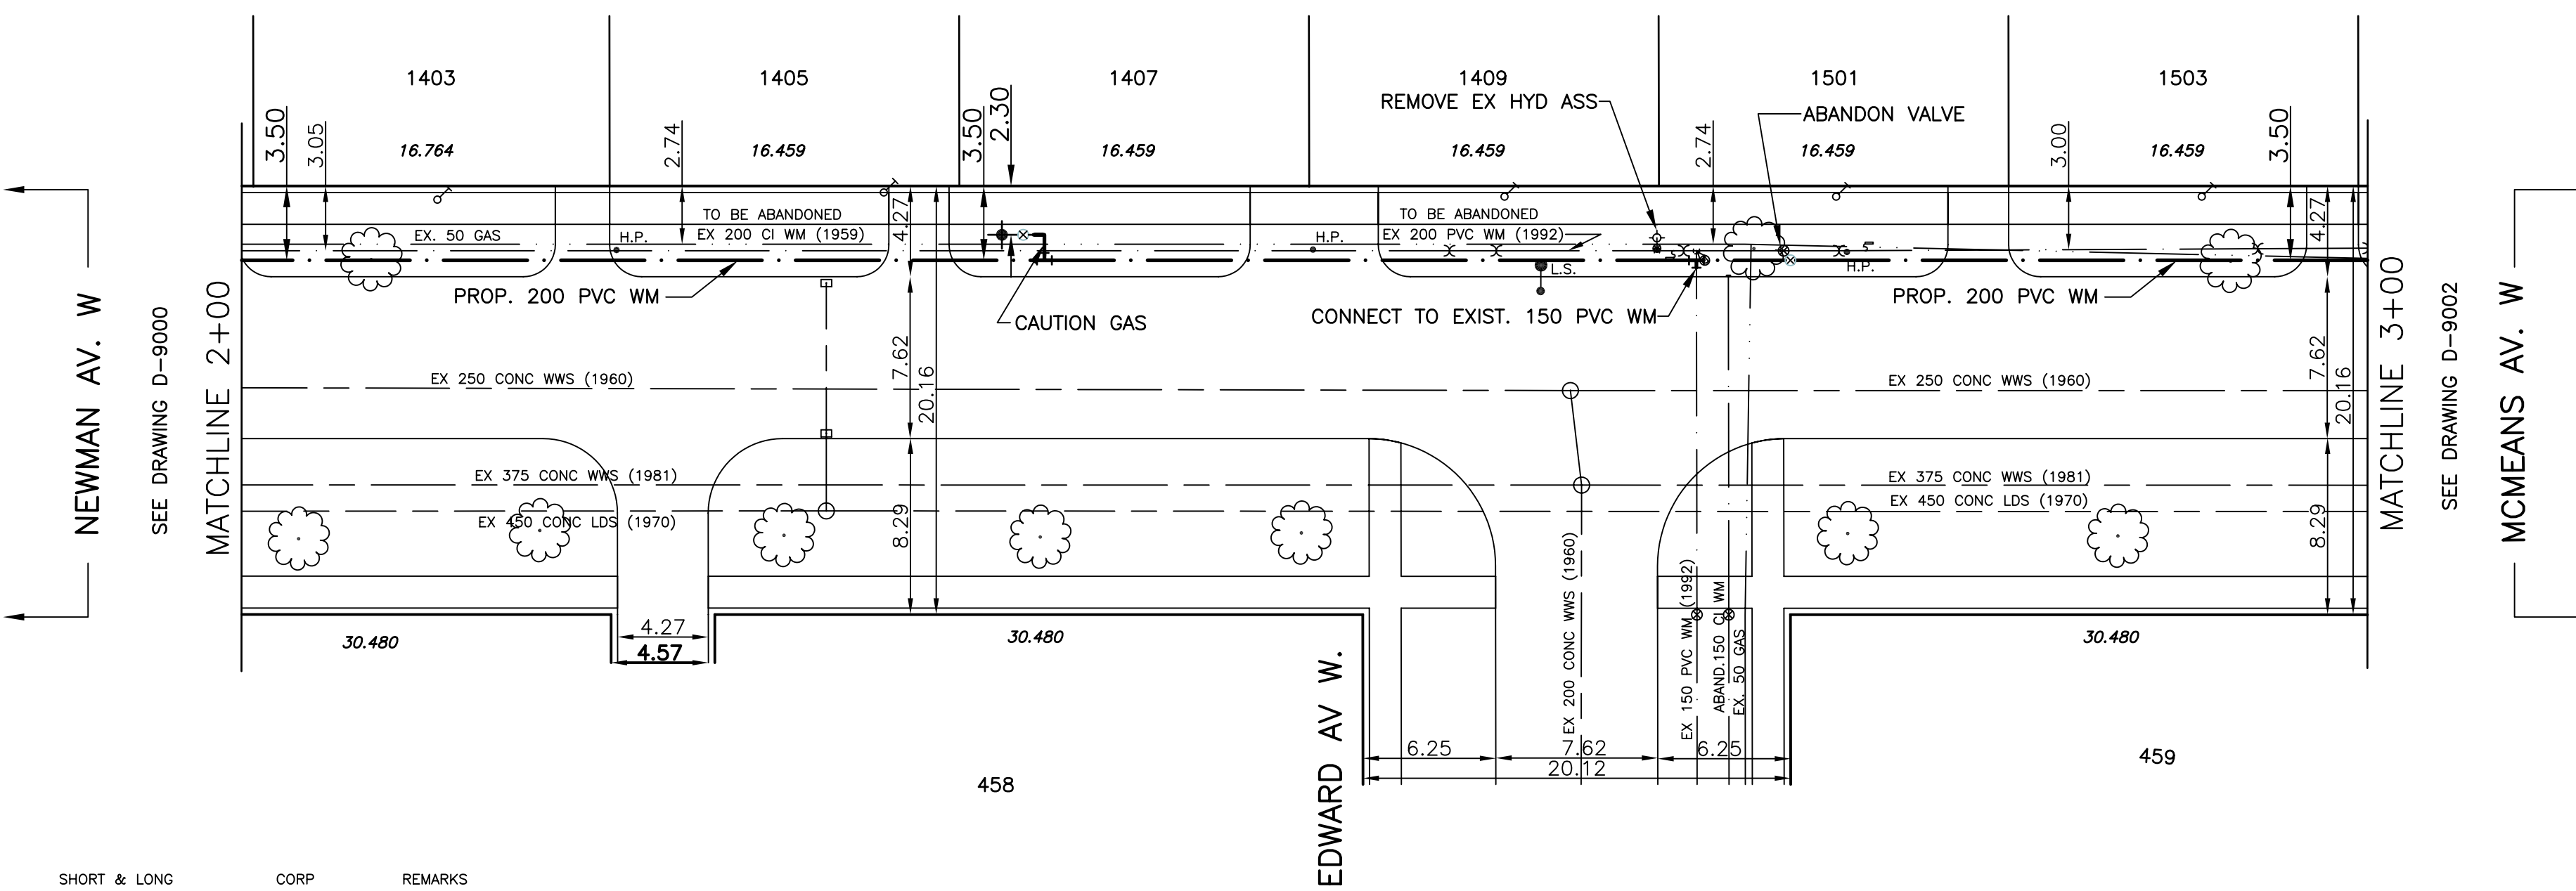 1403
1405
1407
1409
1501
1503
REMOVE EX HYD ASS
ABANDON VALVE
3.50
3.05
16.764
2.74
16.459
3.50
2.30
16.459
16.459
2.74
16.459
3.00
16.459
3.50
TO BE ABANDONED
EX 200 CI WM (1959)
EX. 50 GAS
H.P.
4.27
TO BE ABANDONED
EX 200 PVC WM (1992)
H.P.
L.S.
H.P.
4.27
PROP. 200 PVC WM
CAUTION GAS
CONNECT TO EXIST. 150 PVC WM
PROP. 200 PVC WM
NEWMAN AV. W
SEE DRAWING D-9000
MATCHLINE 2+00
7.62
20.16
EX 250 CONC WWS (1960)
EX 250 CONC WWS (1960)
7.62
20.16
MATCHLINE 3+00
SEE DRAWING D-9002
MCMEANS AV. W
EX 375 CONC WWS (1981)
EX 450 CONC LDS (1970)
8.29
EX 375 CONC WWS (1981)
EX 450 CONC LDS (1970)
8.29
EX 200 CONC WWS (1960)
EX 150 PVC WM (1992)
ABAND.150 CI WM
EX. 50 GAS
30.480
4.27
4.57
30.480
30.480
EDWARD AV W.
6.25
7.62
6.25
20.12
458
459
SHORT & LONG
CORP
REMARKS